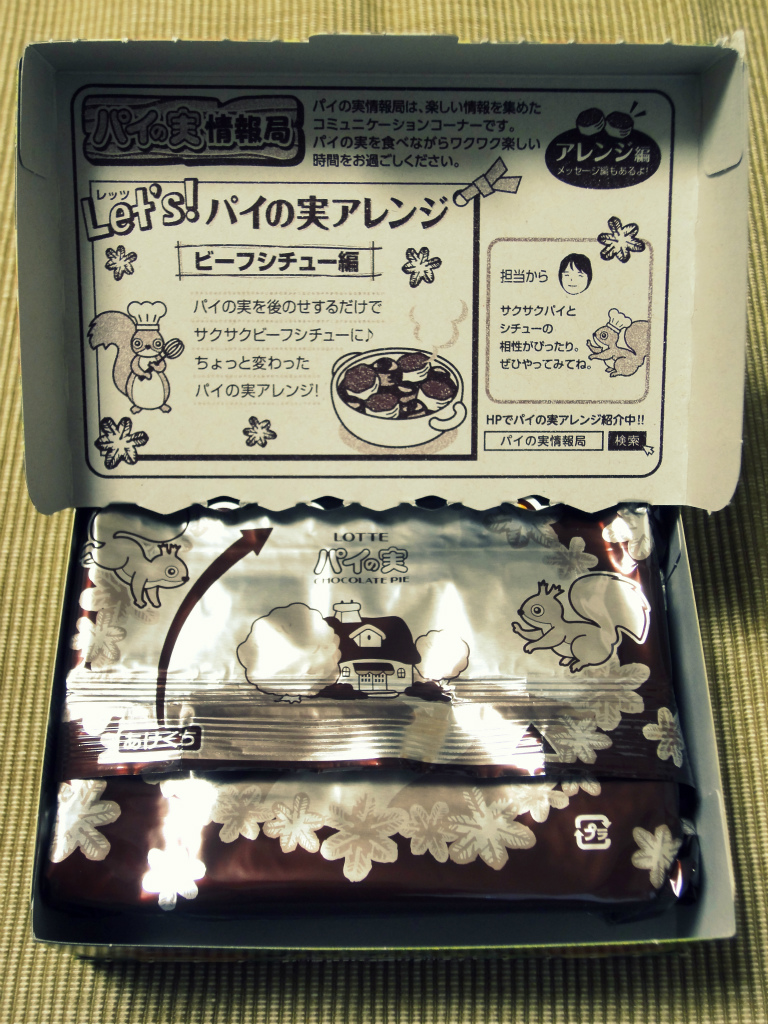 パイの実 情報局
パイの実情報局は、楽しい情報を集めた
コミュニケーションコーナーです。
パイの実を食べながらワクワク楽しい
時間をお過ごしください。
アレンジ編
メッセージ編もあるよ!
レッツ
Let's! パイの実アレンジ
ビーフシチュー編
パイの実を後のせするだけで
サクサクビーフシチューに♪
ちょっと変わった
パイの実アレンジ!
担当から
サクサクパイと
シチューの
相性がぴったり。
ぜひやってみてね。
HPでパイの実アレンジ紹介中!!
パイの実情報局 検索
LOTTE
パイの実
CHOCOLATE PIE
あけくち
プラ